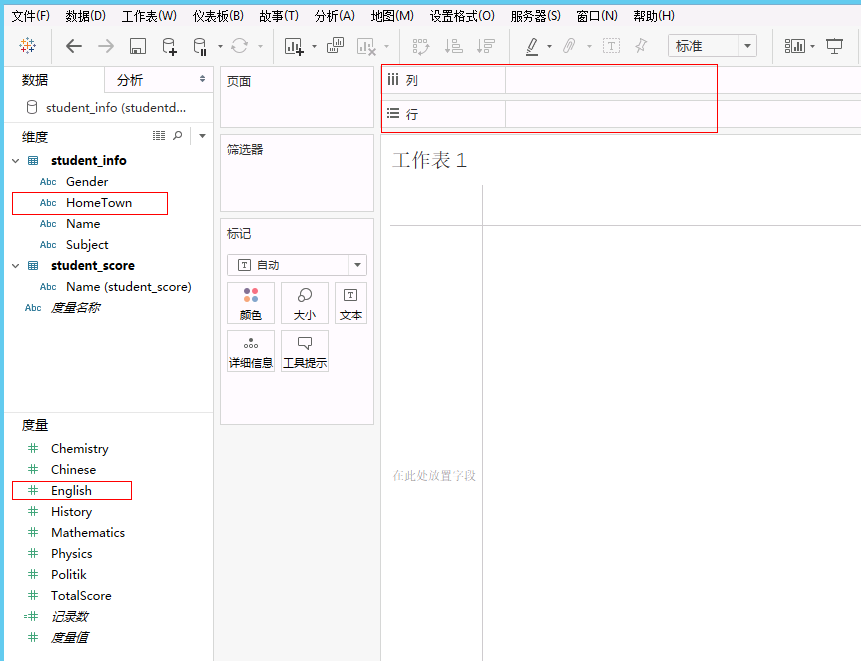 文件(F) 数据(D) 工作表(W) 仪表板(B) 故事(T) 分析(A) 地图(M) 设置格式(O) 服务器(S) 窗口(N) 帮助(H)
标准
数据 分析
student_info (studentd...
维度
student_info
Abc Gender
Abc HomeTown
Abc Name
Abc Subject
student_score
Abc Name (student_score)
Abc 度量名称
度量
Chemistry
Chinese
English
History
Mathematics
Physics
Politik
TotalScore
记录数
度量值
页面
筛选器
标记
自动
颜色 大小 文本
详细信息 工具提示
列
行
工作表 1
在此处放置字段